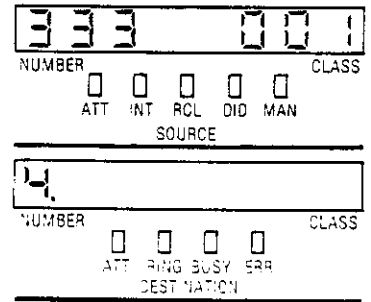 333 001
NUMBER CLASS
ATT INT RCL DID MAN
SOURCE
4.
NUMBER CLASS
ATT RING BUSY ERR
DESTINATION